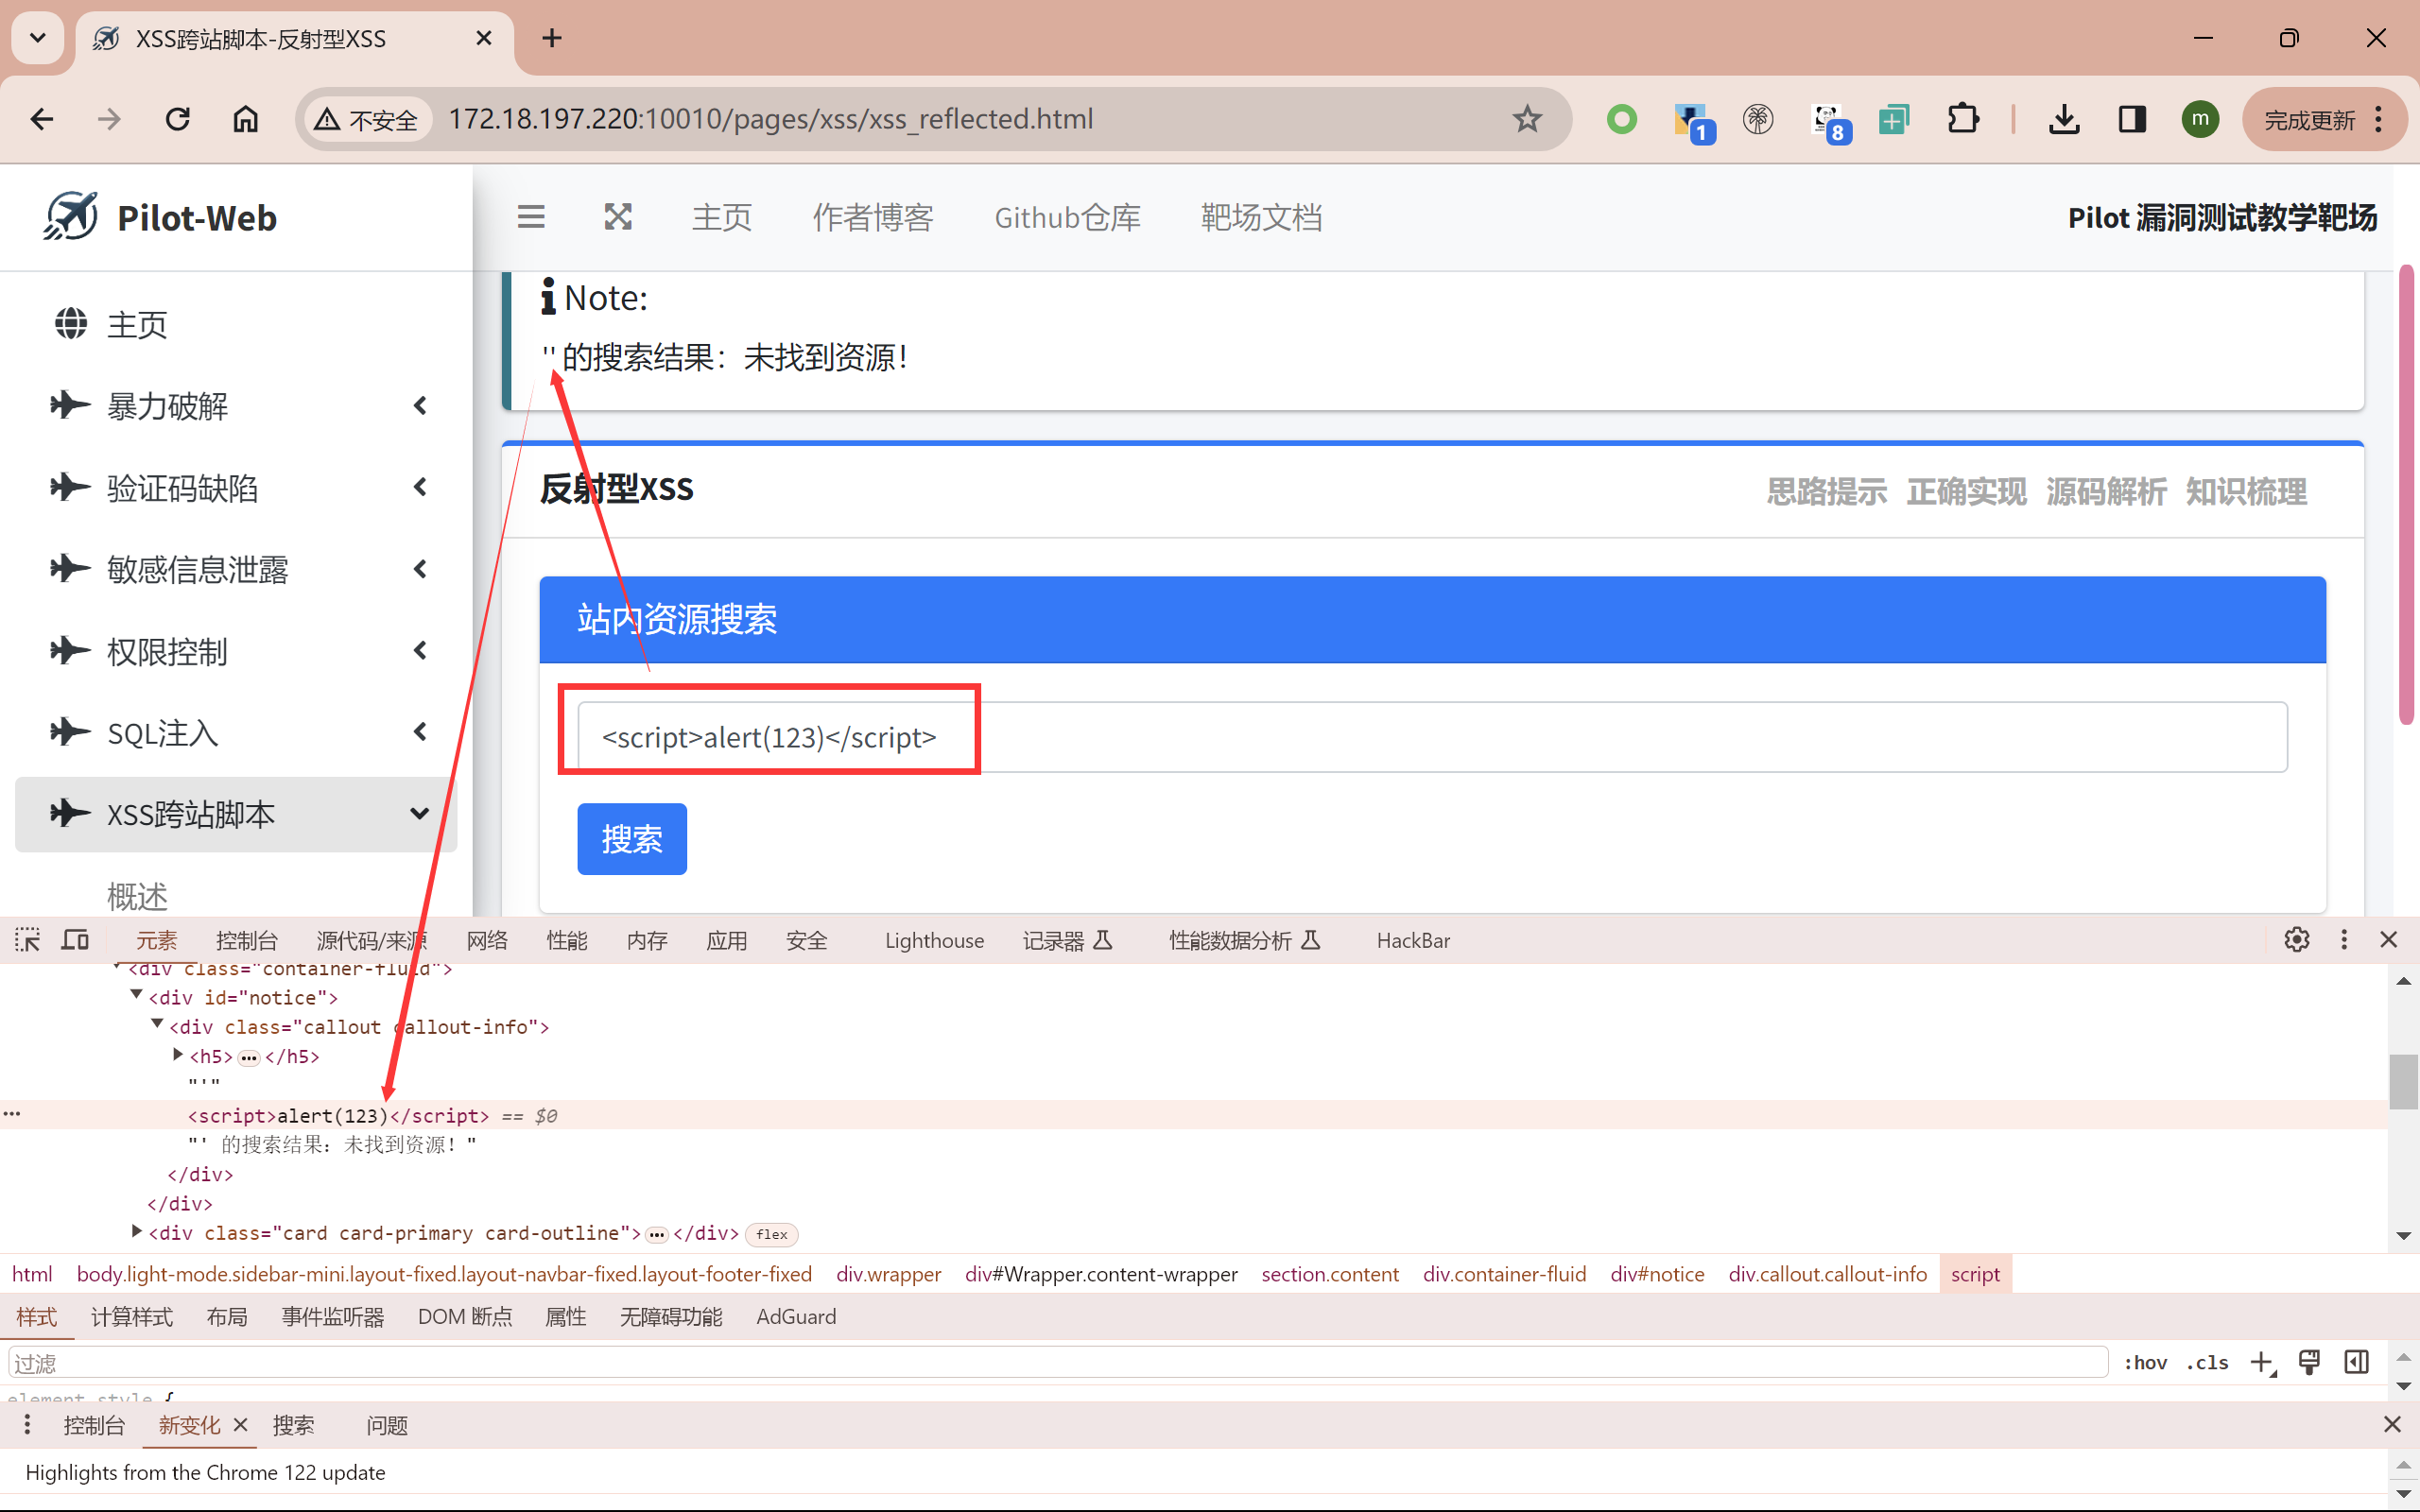 XSS跨站脚本-反射型XSS
不安全
172.18.197.220:10010/pages/xss/xss_reflected.html
1
8
m
完成更新
Pilot-Web
主页
作者博客
Github仓库
靶场文档
Pilot 漏洞测试教学靶场
主页
暴力破解
验证码缺陷
敏感信息泄露
权限控制
SQL注入
XSS跨站脚本
概述
Note:
'' 的搜索结果：未找到资源！
反射型XSS
思路提示 正确实现 源码解析 知识梳理
站内资源搜索
<script>alert(123)</script>
搜索
元素 控制台 源代码/来源 网络 性能 内存 应用 安全 Lighthouse 记录器 性能数据分析 HackBar
<div class="container-fluid">
<div id="notice">
<div class="callout callout-info">
<h5>…</h5>
"'"
<script>alert(123)</script> == $0
"' 的搜索结果：未找到资源！"
</div>
</div>
<div class="card card-primary card-outline">…</div> flex
html body.light-mode.sidebar-mini.layout-fixed.layout-navbar-fixed.layout-footer-fixed div.wrapper div#Wrapper.content-wrapper section.content div.container-fluid div#notice div.callout.callout-info script
样式 计算样式 布局 事件监听器 DOM 断点 属性 无障碍功能 AdGuard
过滤
:hov .cls
element.style {
控制台 新变化 搜索 问题
Highlights from the Chrome 122 update